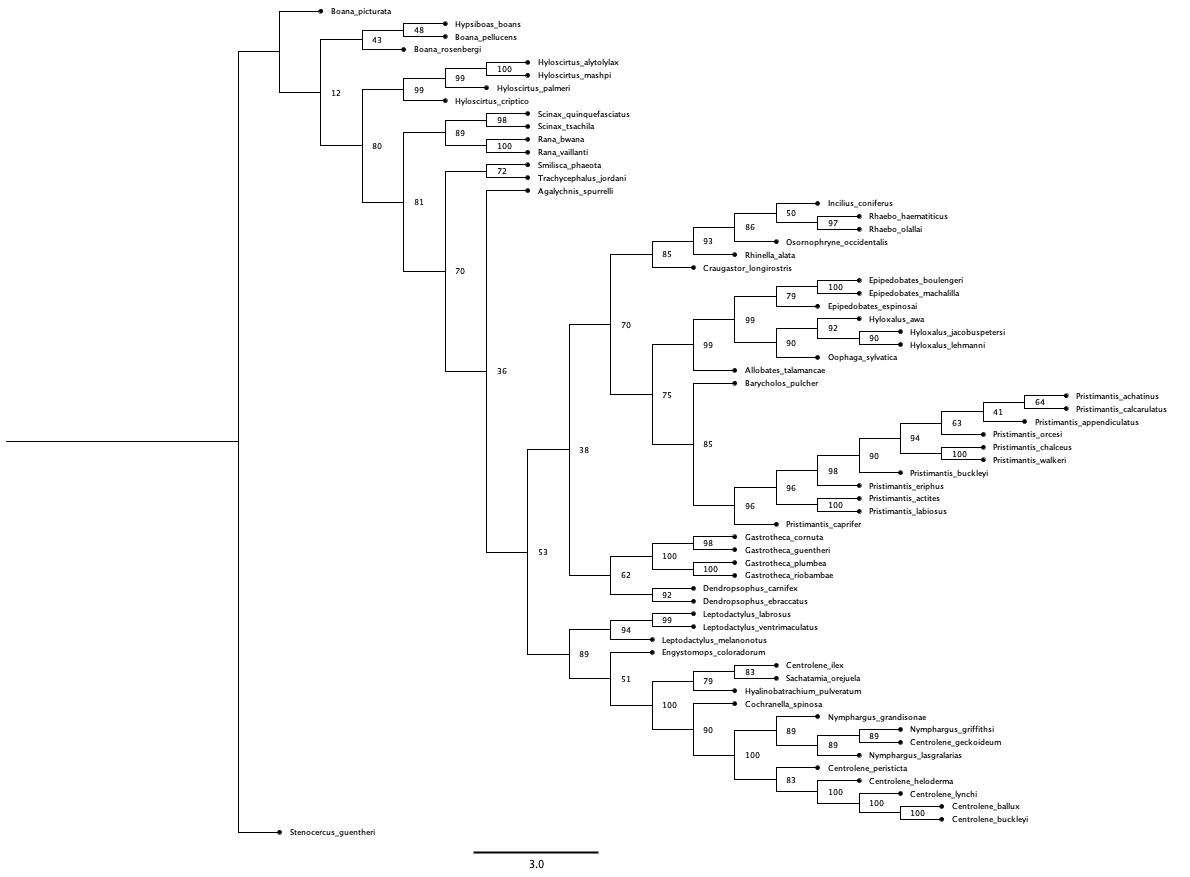 Boana_picturata
Hypsiboas_boans
48
Boana_pellucens
43
Boana_rosenbergi
Hyloscirtus_alytolylax
100
Hyloscirtus_mashpi
99
Hyloscirtus_palmeri
99
12
Hyloscirtus_criptico
Scinax_quinquefasciatus
98
Scinax_tsachila
89
Rana_bwana
80
100
Rana_vaillanti
Smilisca_phaeota
72
Trachycephalus_jordani
Agalychnis_spurrelli
81
Incilius_coniferus
50
Rhaebo_haematiticus
97
86
Rhaebo_olallai
93
Osornophryne_occidentalis
85
Rhinella_alata
Craugastor_longirostris
70
Epipedobates_boulengeri
100
Epipedobates_machalilla
79
Epipedobates_espinosai
99
Hyloxalus_awa
70
92
Hyloxalus_jacobuspetersi
90
99
90
Hyloxalus_lehmanni
Oophaga_sylvatica
36
Allobates_talamancae
Barycholos_pulcher
75
Pristimantis_achatinus
64
Pristimantis_calcarulatus
41
Pristimantis_appendiculatus
63
Pristimantis_orcesi
94
85
Pristimantis_chalceus
38
100
90
Pristimantis_walkeri
98
Pristimantis_buckleyi
96
Pristimantis_eriphus
Pristimantis_actites
96
100
Pristimantis_labiosus
Pristimantis_caprifer
Gastrotheca_cornuta
98
Gastrotheca_guentheri
53
100
Gastrotheca_plumbea
100
62
Gastrotheca_riobambae
Dendropsophus_carnifex
92
Dendropsophus_ebraccatus
Leptodactylus_labrosus
99
Leptodactylus_ventrimaculatus
94
Leptodactylus_melanonotus
89
Engystomops_coloradorum
Centrolene_ilex
83
51
79
Sachatamia_orejuela
Hyalinobatrachium_pulveratum
100
Cochranella_spinosa
Nymphargus_grandisonae
90
89
Nymphargus_griffithsi
89
89
Centrolene_geckoideum
100
Nymphargus_lasgralarias
Centrolene_peristicta
83
Centrolene_heloderma
100
Centrolene_lynchi
100
Centrolene_ballux
100
Centrolene_buckleyi
Stenocercus_guentheri
3.0